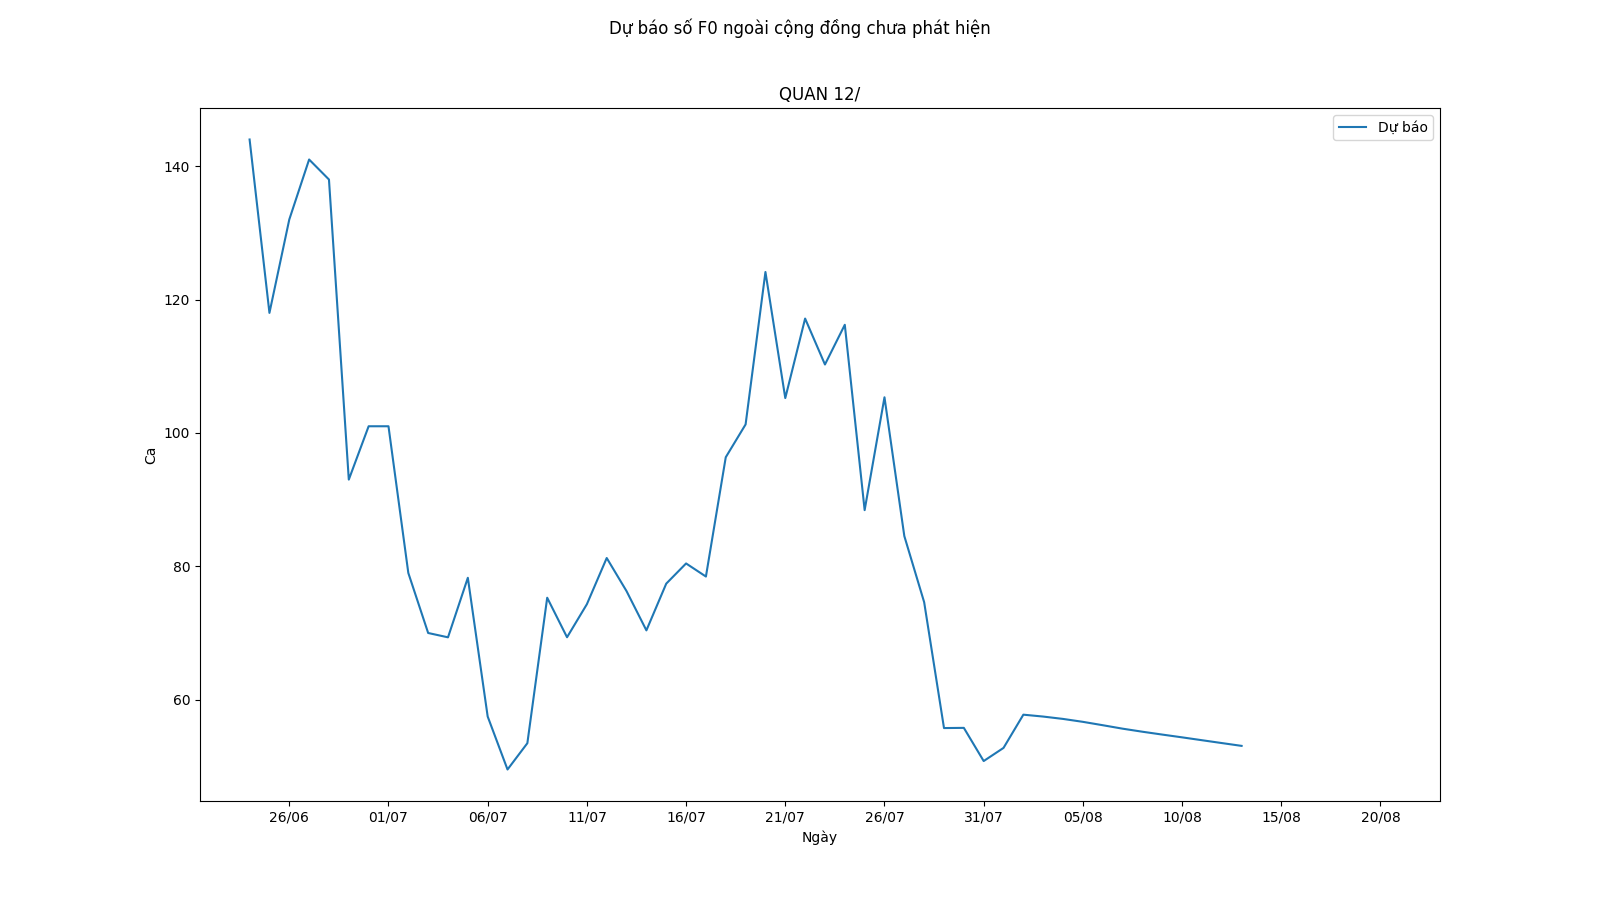 Dự báo số F0 ngoài cộng đồng chưa phát hiện
QUAN 12/
Dự báo
140
120
100
80
60
Ca
26/06 01/07 06/07 11/07 16/07 21/07 26/07 31/07 05/08 10/08 15/08 20/08
Ngày